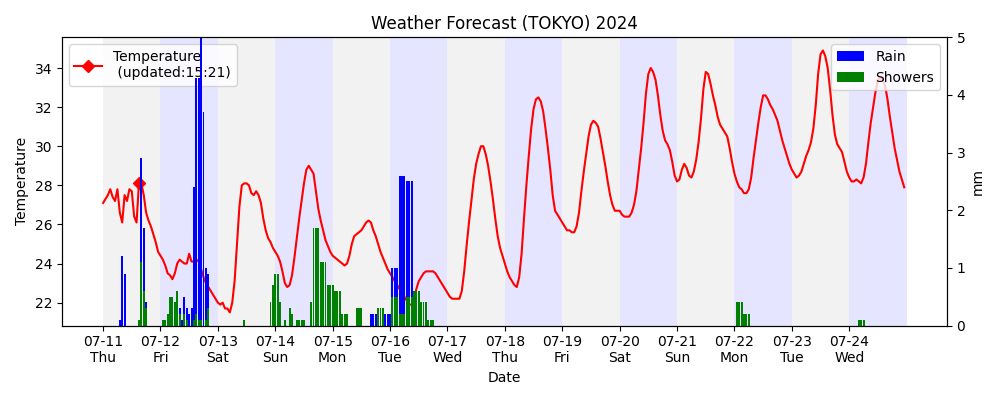 Weather Forecast (TOKYO) 2024
Temperature
(updated:15:21)
Rain
Showers
34
32
30
28
26
24
22
Temperature
5
4
3
2
1
0
mm
07-11 07-12 07-13 07-14 07-15 07-16 07-17 07-18 07-19 07-20 07-21 07-22 07-23 07-24
Thu Fri Sat Sun Mon Tue Wed Thu Fri Sat Sun Mon Tue Wed
Date